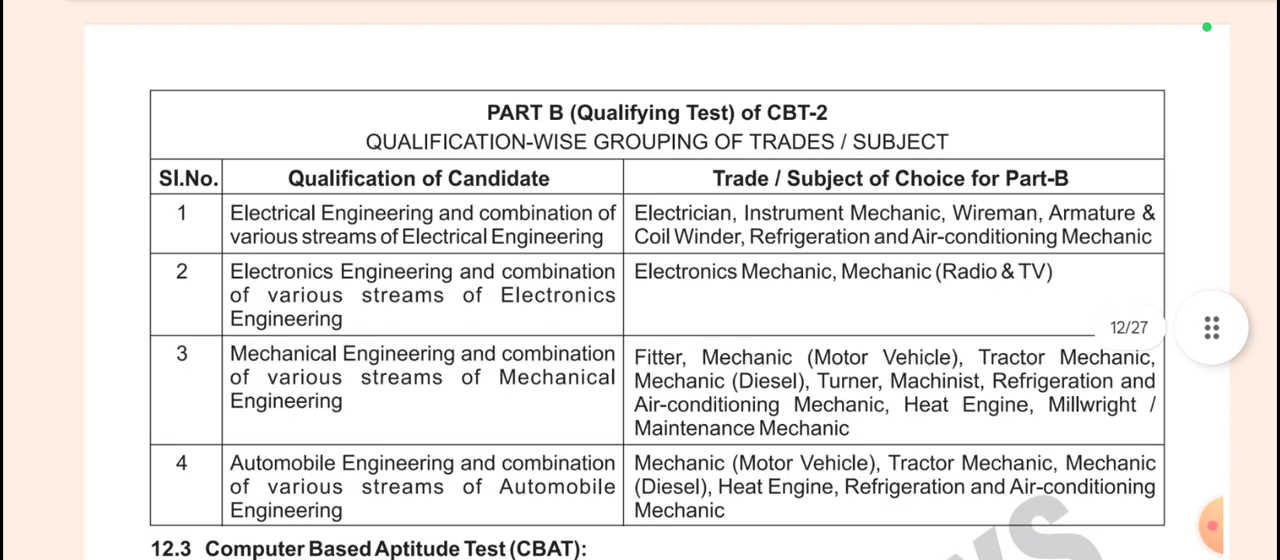 PART B (Qualifying Test) of CBT-2
QUALIFICATION-WISE GROUPING OF TRADES / SUBJECT
Sl.No. Qualification of Candidate Trade / Subject of Choice for Part-B
1 Electrical Engineering and combination of various streams of Electrical Engineering
Electrician, Instrument Mechanic, Wireman, Armature &
Coil Winder, Refrigeration and Air-conditioning Mechanic
2 Electronics Engineering and combination
of various streams of Electronics
Engineering
Electronics Mechanic, Mechanic (Radio & TV)
12/27
3 Mechanical Engineering and combination
of various streams of Mechanical
Engineering
Fitter, Mechanic (Motor Vehicle), Tractor Mechanic,
Mechanic (Diesel), Turner, Machinist, Refrigeration and
Air-conditioning Mechanic, Heat Engine, Millwright /
Maintenance Mechanic
4 Automobile Engineering and combination
of various streams of Automobile
Engineering
Mechanic (Motor Vehicle), Tractor Mechanic, Mechanic
(Diesel), Heat Engine, Refrigeration and Air-conditioning
Mechanic
12.3 Computer Based Aptitude Test (CBAT):